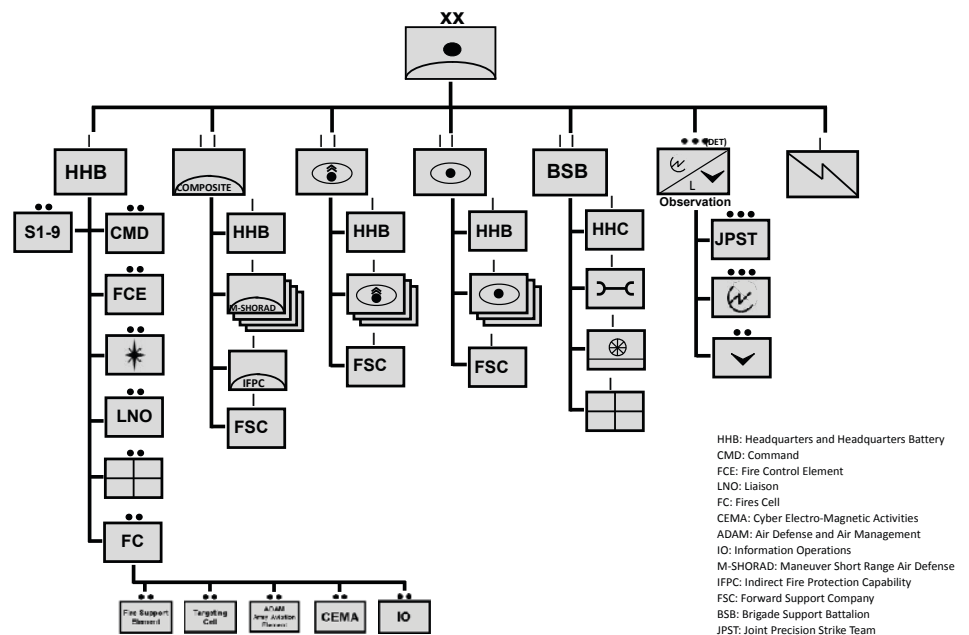 XX
HHB
COMPOSITE
BSB
(DET)
L
Observation
S1-9
CMD
HHB
HHB
HHB
HHC
JPST
FCE
M-SHORAD
IFPC
FSC
FSC
LNO
FSC
FC
Fire Support
Element
Targeting
Cell
ADAM
Army Aviation
Element
CEMA
IO
HHB: Headquarters and Headquarters Battery
CMD: Command
FCE: Fire Control Element
LNO: Liaison
FC: Fires Cell
CEMA: Cyber Electro-Magnetic Activities
ADAM: Air Defense and Air Management
IO: Information Operations
M-SHORAD: Maneuver Short Range Air Defense
IFPC: Indirect Fire Protection Capability
FSC: Forward Support Company
BSB: Brigade Support Battalion
JPST: Joint Precision Strike Team